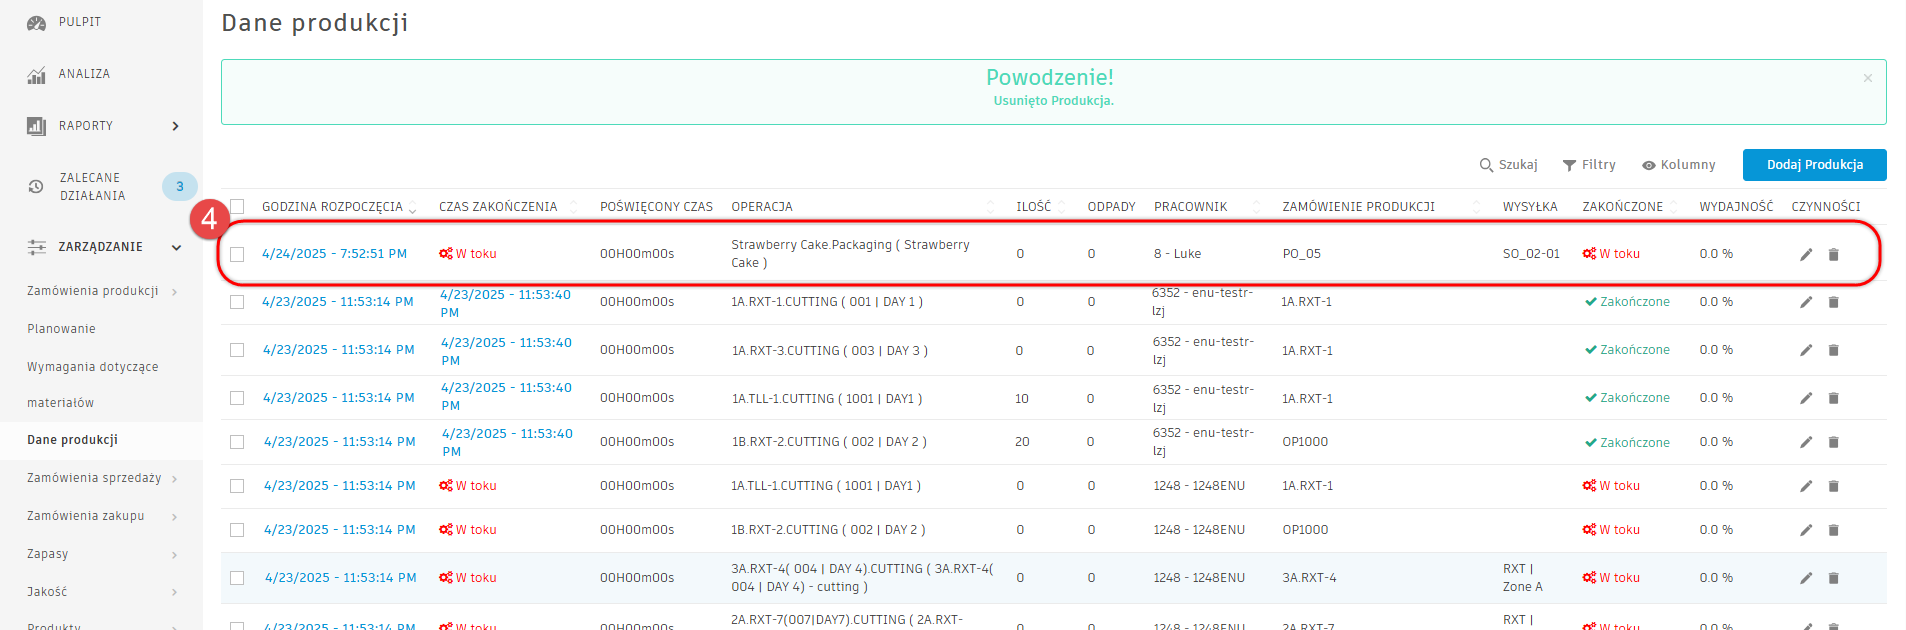 PULPIT
ANALIZA
RAPORTY
ZALECANE
DZIAŁANIA
3
ZARZĄDZANIE
Zamówienia produkcji
Planowanie
Wymagania dotyczące
materiałów
Dane produkcji
Zamówienia sprzedaży
Zamówienia zakupu
Zapasy
Jakość
Produkty
Dane produkcji
Powodzenie!
Usunięto Produkcja.
×
Szukaj Filtry Kolumny Dodaj Produkcja
GODZINA ROZPOCZĘCIA CZAS ZAKOŃCZENIA POŚWIĘCONY CZAS OPERACJA ILOŚĆ ODPADY PRACOWNIK ZAMÓWIENIE PRODUKCJI WYSYŁKA ZAKOŃCZONE WYDAJNOŚĆ CZYNNOŚCI
4
4/24/2025 - 7:52:51 PM W toku 00H00m00s Strawberry Cake.Packaging ( Strawberry
Cake ) 0 0 8 - Luke PO_05 SO_02-01 W toku 0.0 %
4/23/2025 - 11:53:14 PM 4/23/2025 - 11:53:40
PM 00H00m00s 1A.RXT-1.CUTTING ( 001 | DAY 1 ) 0 0 6352 - enu-testr-
lzj 1A.RXT-1 Zakończone 0.0 %
4/23/2025 - 11:53:14 PM 4/23/2025 - 11:53:40
PM 00H00m00s 1A.RXT-3.CUTTING ( 003 | DAY 3 ) 0 0 6352 - enu-testr-
lzj 1A.RXT-1 Zakończone 0.0 %
4/23/2025 - 11:53:14 PM 4/23/2025 - 11:53:40
PM 00H00m00s 1A.TLL-1.CUTTING ( 1001 | DAY1 ) 10 0 6352 - enu-testr-
lzj 1A.RXT-1 Zakończone 0.0 %
4/23/2025 - 11:53:14 PM 4/23/2025 - 11:53:40
PM 00H00m00s 1B.RXT-2.CUTTING ( 002 | DAY 2 ) 20 0 6352 - enu-testr-
lzj OP1000 Zakończone 0.0 %
4/23/2025 - 11:53:14 PM W toku 00H00m00s 1A.TLL-1.CUTTING ( 1001 | DAY1 ) 0 0 1248 - 1248ENU 1A.RXT-1 W toku 0.0 %
4/23/2025 - 11:53:14 PM W toku 00H00m00s 1B.RXT-2.CUTTING ( 002 | DAY 2 ) 0 0 1248 - 1248ENU OP1000 W toku 0.0 %
4/23/2025 - 11:53:14 PM W toku 00H00m00s 3A.RXT-4( 004 | DAY 4).CUTTING ( 3A.RXT-4(
004 | DAY 4) - cutting ) 0 0 1248 - 1248ENU 3A.RXT-4 RXT |
Zone A W toku 0.0 %
4/23/2025 - 11:53:14 PM W toku 00H00m00s 2A.RXT-7(007|DAY7).CUTTING ( 2A.RXT- 0 0 1248 - 1248ENU 2A.RXT-7 RXT | W toku 0.0 %